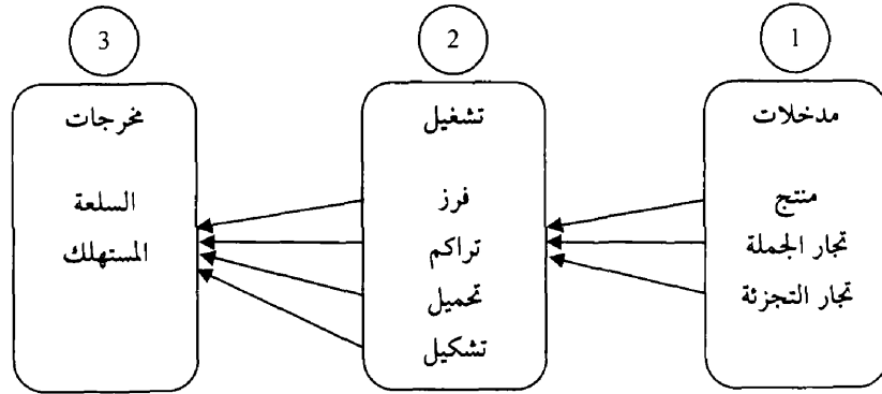 1
مدخلات
منتج
تجار الجملة
تجار التجزئة
2
تشغيل
فرز
تراكم
تحميل
تشكيل
3
مخرجات
السلعة
المستهلك